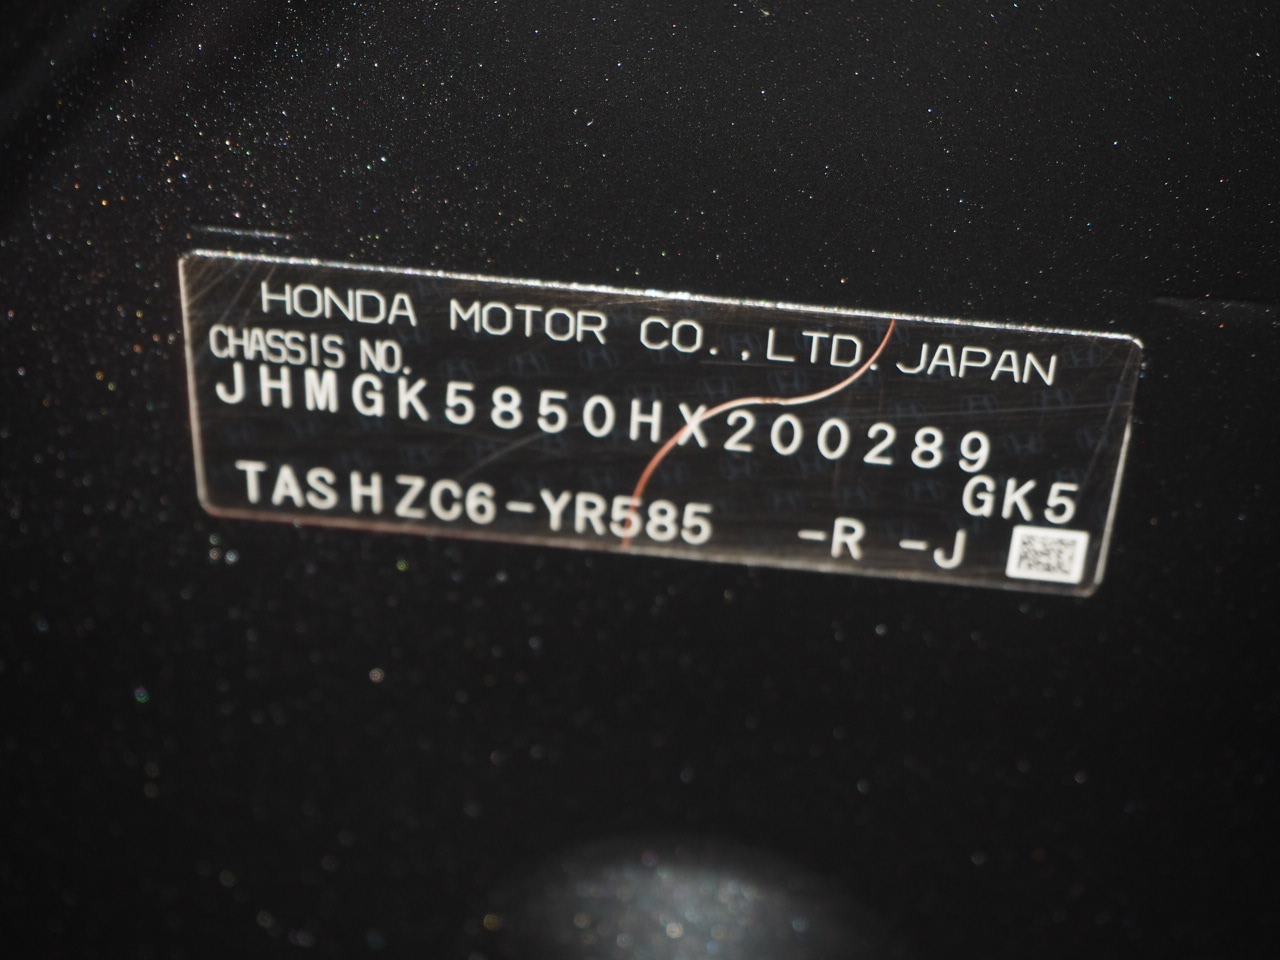 HONDA MOTOR CO.,LTD. JAPAN
CHASSIS NO.
JHMGK5850HX200289
GK5
TASHZC6-YR585 -R -J